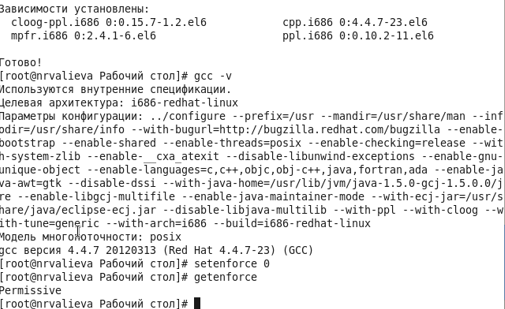 Зависимости установлены:
  cloog-ppl.i686 0:0.15.7-1.2.el6          cpp.i686 0:4.4.7-23.el6
  mpfr.i686 0:2.4.1-6.el6                  ppl.i686 0:0.10.2-11.el6

Готово!
[root@nrvalieva Рабочий стол]# gcc -v
Используются внутренние спецификации.
Целевая архитектура: i686-redhat-linux
Параметры конфигурации: ../configure --prefix=/usr --mandir=/usr/share/man --inf
odir=/usr/share/info --with-bugurl=http://bugzilla.redhat.com/bugzilla --enable-
bootstrap --enable-shared --enable-threads=posix --enable-checking=release --wit
h-system-zlib --enable-__cxa_atexit --disable-libunwind-exceptions --enable-gnu-
unique-object --enable-languages=c,c++,objc,obj-c++,java,fortran,ada --enable-ja
va-awt=gtk --disable-dssi --with-java-home=/usr/lib/jvm/java-1.5.0-gcj-1.5.0.0/j
re --enable-libgcj-multifile --enable-java-maintainer-mode --with-ecj-jar=/usr/s
hare/java/eclipse-ecj.jar --disable-libjava-multilib --with-ppl --with-cloog --w
ith-tune=generic --with-arch=i686 --build=i686-redhat-linux
Модель многопоточности: posix
gcc версия 4.4.7 20120313 (Red Hat 4.4.7-23) (GCC)
[root@nrvalieva Рабочий стол]# setenforce 0
[root@nrvalieva Рабочий стол]# getenforce
Permissive
[root@nrvalieva Рабочий стол]#